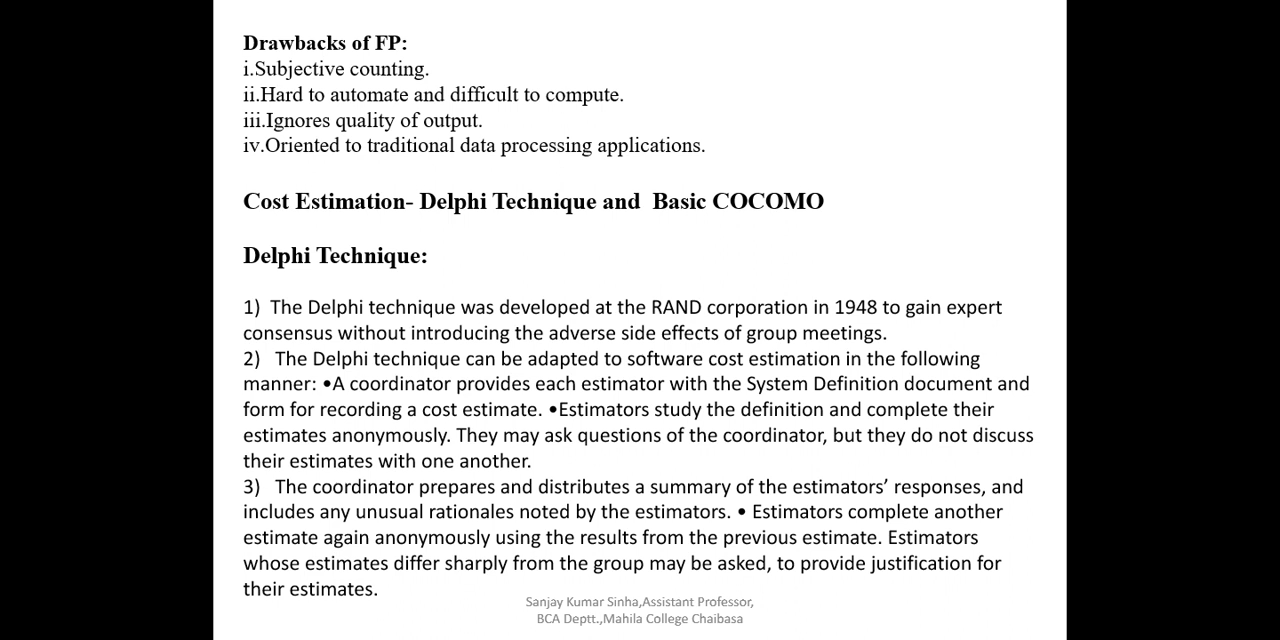 Drawbacks of FP:
i.Subjective counting.
ii.Hard to automate and difficult to compute.
iii.Ignores quality of output.
iv.Oriented to traditional data processing applications.
Cost Estimation- Delphi Technique and  Basic COCOMO
Delphi Technique:
1)  The Delphi technique was developed at the RAND corporation in 1948 to gain expert
consensus without introducing the adverse side effects of group meetings.
2)   The Delphi technique can be adapted to software cost estimation in the following
manner: •A coordinator provides each estimator with the System Definition document and
form for recording a cost estimate. •Estimators study the definition and complete their
estimates anonymously. They may ask questions of the coordinator, but they do not discuss
their estimates with one another.
3)   The coordinator prepares and distributes a summary of the estimators’ responses, and
includes any unusual rationales noted by the estimators. • Estimators complete another
estimate again anonymously using the results from the previous estimate. Estimators
whose estimates differ sharply from the group may be asked, to provide justification for
their estimates.
Sanjay Kumar Sinha,Assistant Professor,
BCA Deptt.,Mahila College Chaibasa